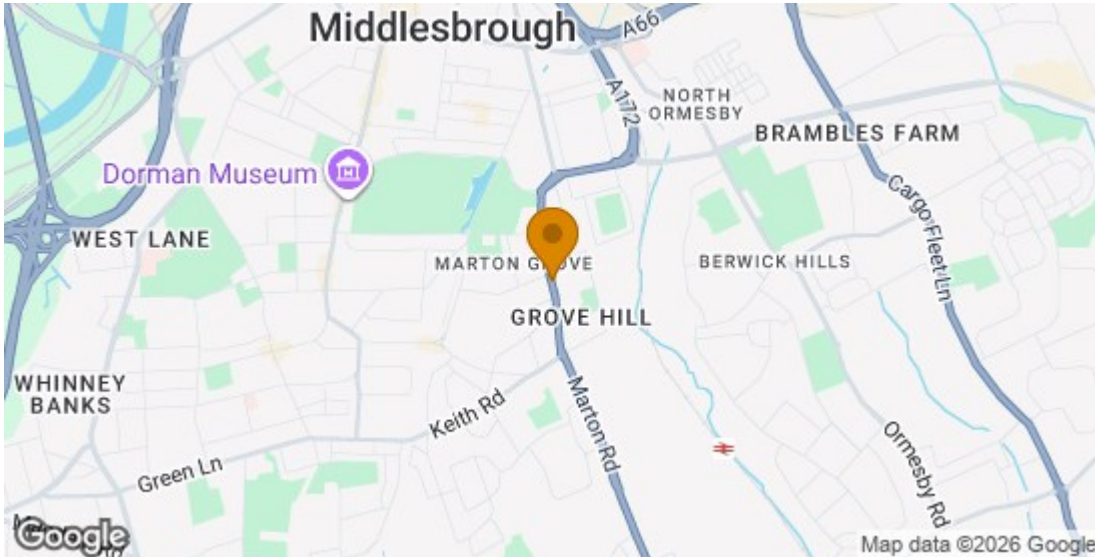 Middlesbrough
A66
A172
NORTH
ORMESBY
BRAMBLES FARM
Dorman Museum
Cargo Fleet Ln
WEST LANE
MARTON GROVE
BERWICK HILLS
GROVE HILL
WHINNEY
BANKS
Keith Rd
Marton Rd
Green Ln
Ormesby Rd
Google
Map data ©2026 Google